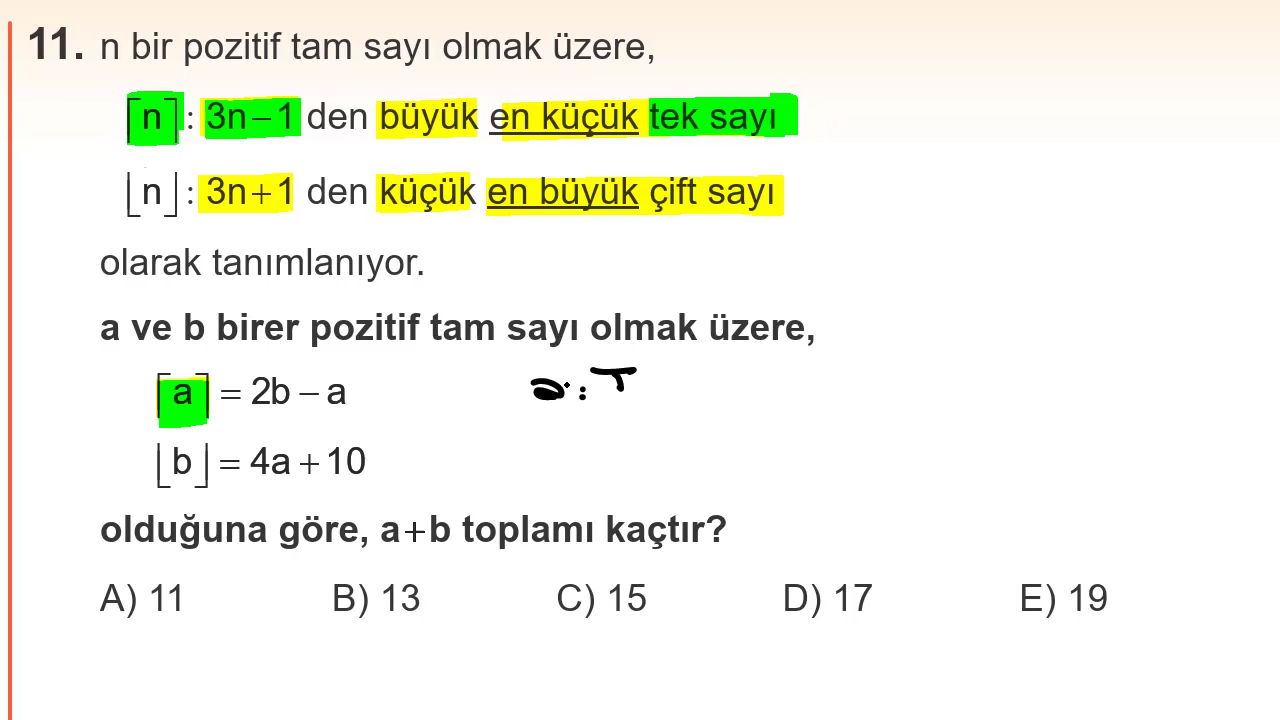 11. n bir pozitif tam sayı olmak üzere,
⌈n⌉: 3n−1 den büyük en küçük tek sayı
⌊n⌋: 3n+1 den küçük en büyük çift sayı
olarak tanımlanıyor.
a ve b birer pozitif tam sayı olmak üzere,
⌈a⌉ = 2b − a
⌊b⌋ = 4a + 10
olduğuna göre, a+b toplamı kaçtır?
A) 11 B) 13 C) 15 D) 17 E) 19